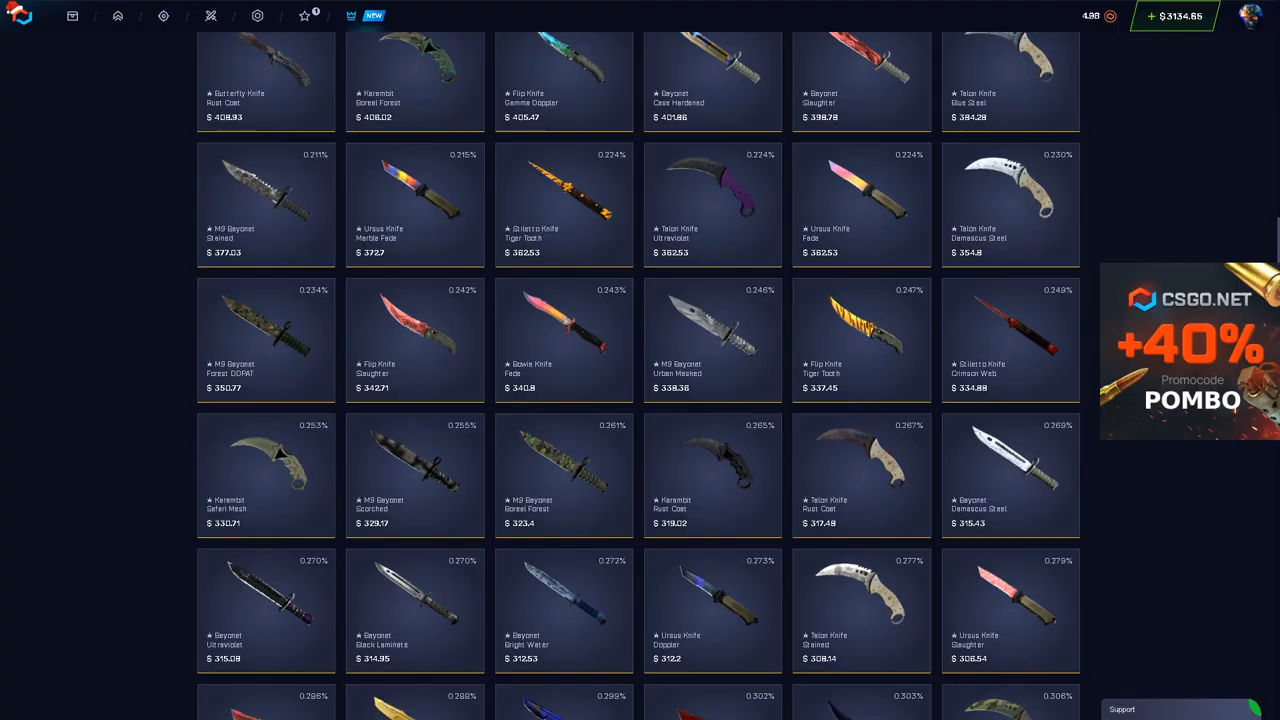 NEW
4.98
$3134.65
★ Butterfly Knife
Rust Coat
$ 408.93
★ Karambit
Boreal Forest
$ 406.02
★ Flip Knife
Gamma Doppler
$ 405.47
★ Bayonet
Case Hardened
$ 401.86
★ Bayonet
Slaughter
$ 398.78
★ Talon Knife
Blue Steel
$ 384.28
0.211%
★ M9 Bayonet
Stained
$ 377.03
0.215%
★ Ursus Knife
Marble Fade
$ 372.7
0.224%
★ Stiletto Knife
Tiger Tooth
$ 362.53
0.224%
★ Talon Knife
Ultraviolet
$ 362.53
0.224%
★ Ursus Knife
Fade
$ 362.53
0.230%
★ Talon Knife
Damascus Steel
$ 354.8
0.234%
★ M9 Bayonet
Forest DDPAT
$ 350.77
0.242%
★ Flip Knife
Slaughter
$ 342.71
0.243%
★ Bowie Knife
Fade
$ 340.8
0.246%
★ M9 Bayonet
Urban Masked
$ 338.36
0.247%
★ Flip Knife
Tiger Tooth
$ 337.45
0.249%
★ Stiletto Knife
Crimson Web
$ 334.88
CSGO.NET
+40%
Promocode
POMBO
0.253%
★ Karambit
Safari Mesh
$ 330.71
0.255%
★ M9 Bayonet
Scorched
$ 329.17
0.261%
★ M9 Bayonet
Boreal Forest
$ 323.4
0.265%
★ Karambit
Rust Coat
$ 319.02
0.267%
★ Talon Knife
Rust Coat
$ 317.48
0.269%
★ Bayonet
Damascus Steel
$ 315.43
0.270%
★ Bayonet
Ultraviolet
$ 315.08
0.270%
★ Bayonet
Black Laminate
$ 314.95
0.272%
★ Bayonet
Bright Water
$ 312.53
0.273%
★ Ursus Knife
Doppler
$ 312.2
0.277%
★ Talon Knife
Stained
$ 308.14
0.279%
★ Ursus Knife
Slaughter
$ 306.54
0.286%
0.288%
0.299%
0.302%
0.303%
0.306%
Support